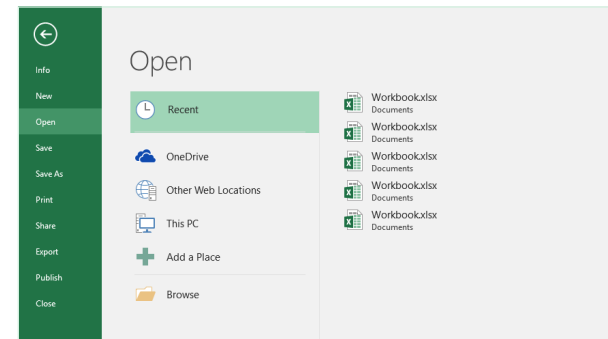 Info
New
Open
Save
Save As
Print
Share
Export
Publish
Close
Open
Recent
OneDrive
Other Web Locations
This PC
Add a Place
Browse
Workbook.xlsx
Documents
Workbook.xlsx
Documents
Workbook.xlsx
Documents
Workbook.xlsx
Documents
Workbook.xlsx
Documents